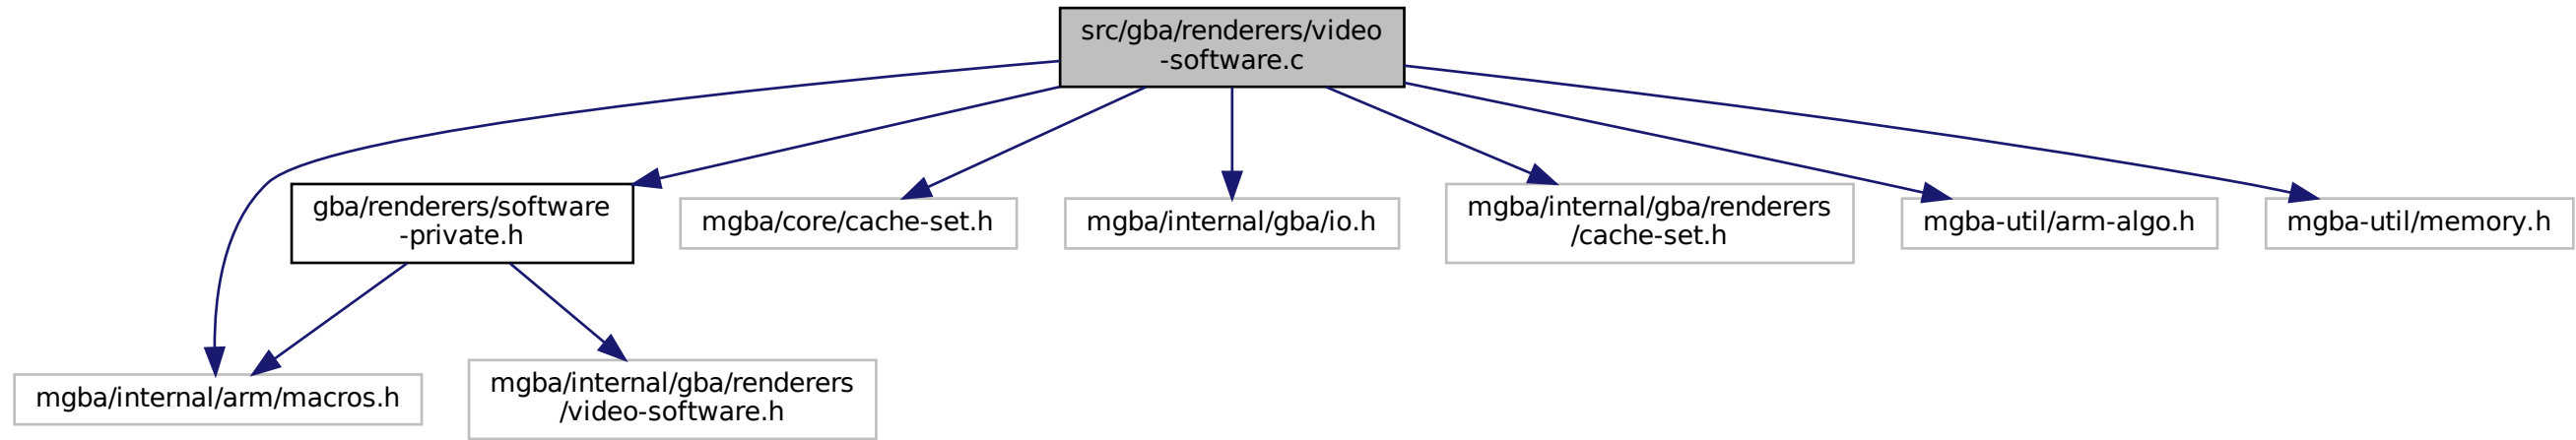 src/gba/renderers/video
-software.c
gba/renderers/software
-private.h
mgba/core/cache-set.h
mgba/internal/gba/io.h
mgba/internal/gba/renderers
/cache-set.h
mgba-util/arm-algo.h
mgba-util/memory.h
mgba/internal/arm/macros.h
mgba/internal/gba/renderers
/video-software.h